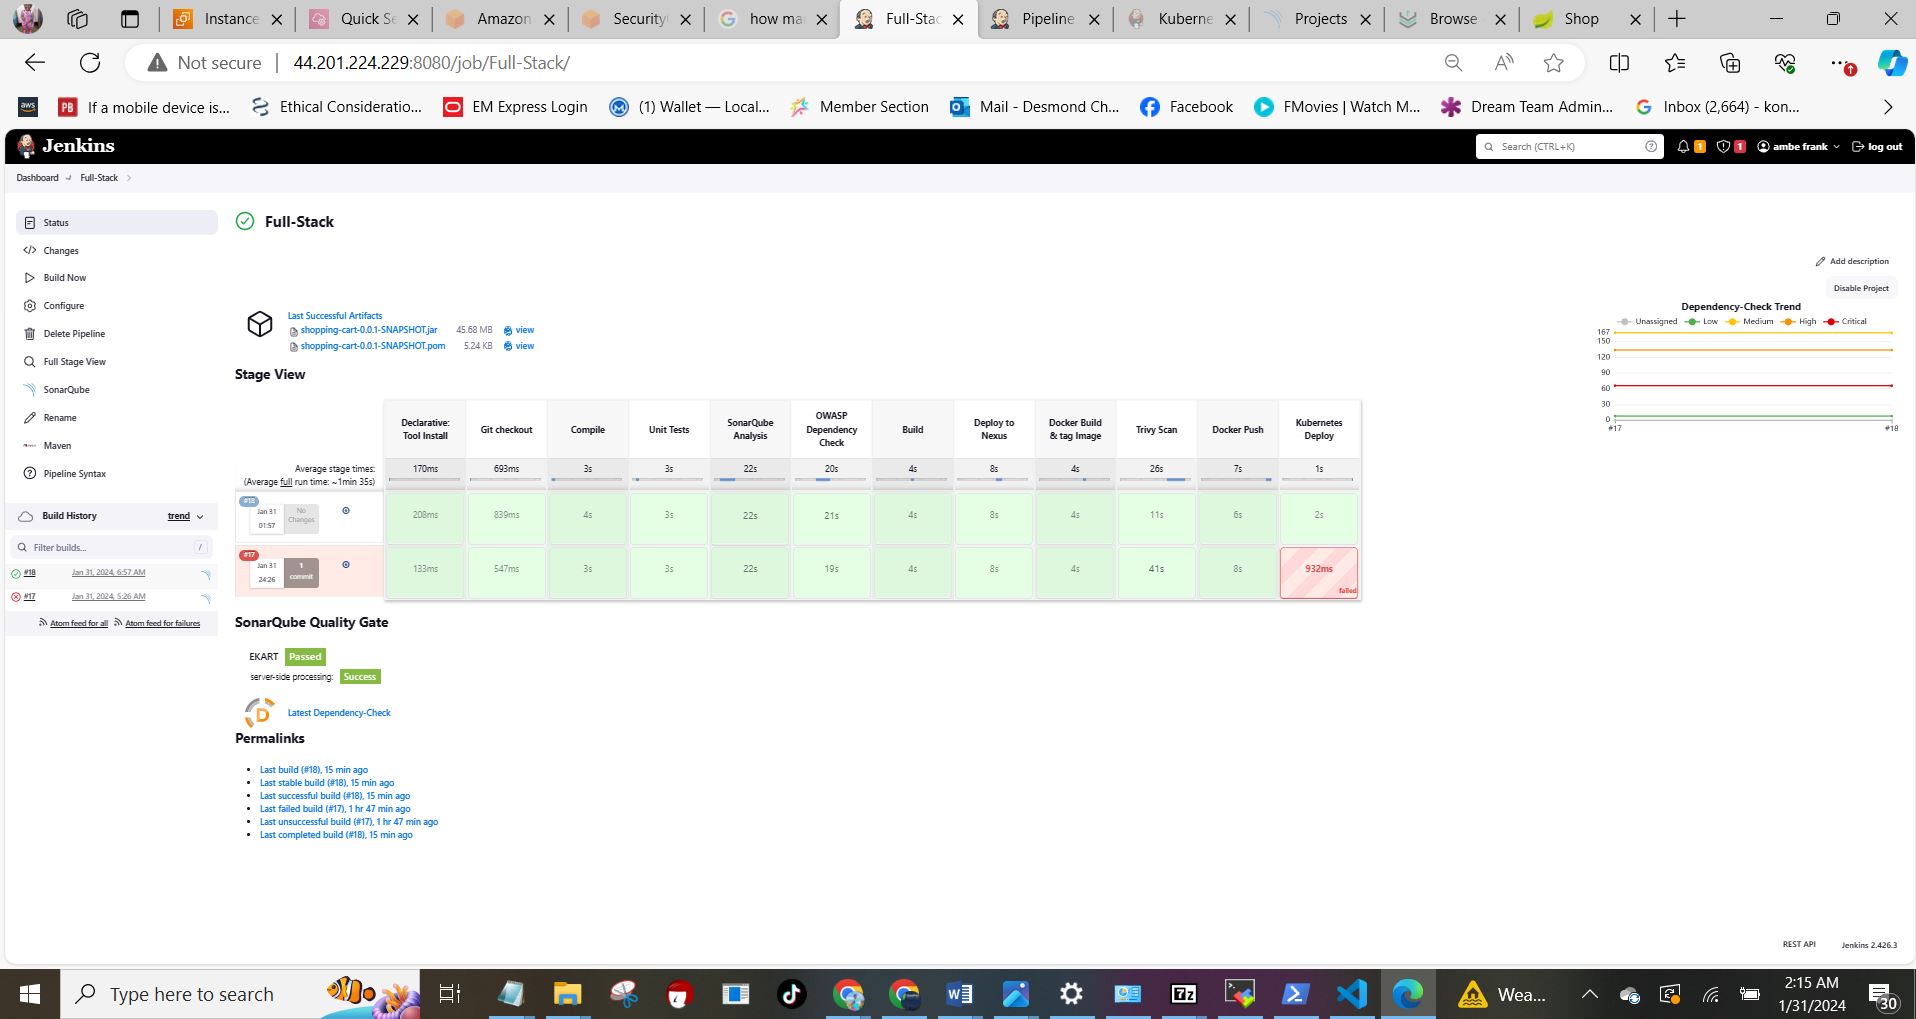 Instance
Quick Se
Amazon
Security
how ma
Full-Stac
Pipeline
Kuberne
Projects
Browse
Shop
Not secure
44.201.224.229:8080/job/Full-Stack/
aws
PB If a mobile device is...
Ethical Consideratio...
EM Express Login
(1) Wallet — Local...
Member Section
Mail - Desmond Ch...
Facebook
FMovies | Watch M...
Dream Team Admin...
Inbox (2,664) - kon...
Jenkins
Search (CTRL+K)
1
1
ambe frank
log out
Dashboard
Full-Stack
Status
Changes
Build Now
Configure
Delete Pipeline
Full Stage View
SonarQube
Rename
Maven
Pipeline Syntax
Build History
trend
Filter builds...
/
#18 Jan 31, 2024, 6:57 AM
#17 Jan 31, 2024, 5:26 AM
Atom feed for all Atom feed for failures
Full-Stack
Add description
Disable Project
Last Successful Artifacts
shopping-cart-0.0.1-SNAPSHOT.jar 45.68 MB view
shopping-cart-0.0.1-SNAPSHOT.pom 5.24 KB view
Dependency-Check Trend
Unassigned Low Medium High Critical
167
150
120
90
60
30
0
#17 #18
Stage View
Declarative: Tool Install
Git checkout
Compile
Unit Tests
SonarQube Analysis
OWASP Dependency Check
Build
Deploy to Nexus
Docker Build & tag Image
Trivy Scan
Docker Push
Kubernetes Deploy
Average stage times:
(Average full run time: ~1min 35s)
170ms 693ms 3s 3s 22s 20s 4s 8s 4s 26s 7s 1s
#18
Jan 31
01:57
No Changes
208ms 839ms 4s 3s 22s 21s 4s 8s 4s 11s 6s 2s
#17
Jan 31
24:26
1 commit
133ms 547ms 3s 3s 22s 19s 4s 8s 4s 41s 8s 932ms
failed
SonarQube Quality Gate
EKART Passed
server-side processing: Success
Latest Dependency-Check
Permalinks
Last build (#18), 15 min ago
Last stable build (#18), 15 min ago
Last successful build (#18), 15 min ago
Last failed build (#17), 1 hr 47 min ago
Last unsuccessful build (#17), 1 hr 47 min ago
Last completed build (#18), 15 min ago
REST API
Jenkins 2.426.3
Type here to search
Wea...
2:15 AM
1/31/2024
30